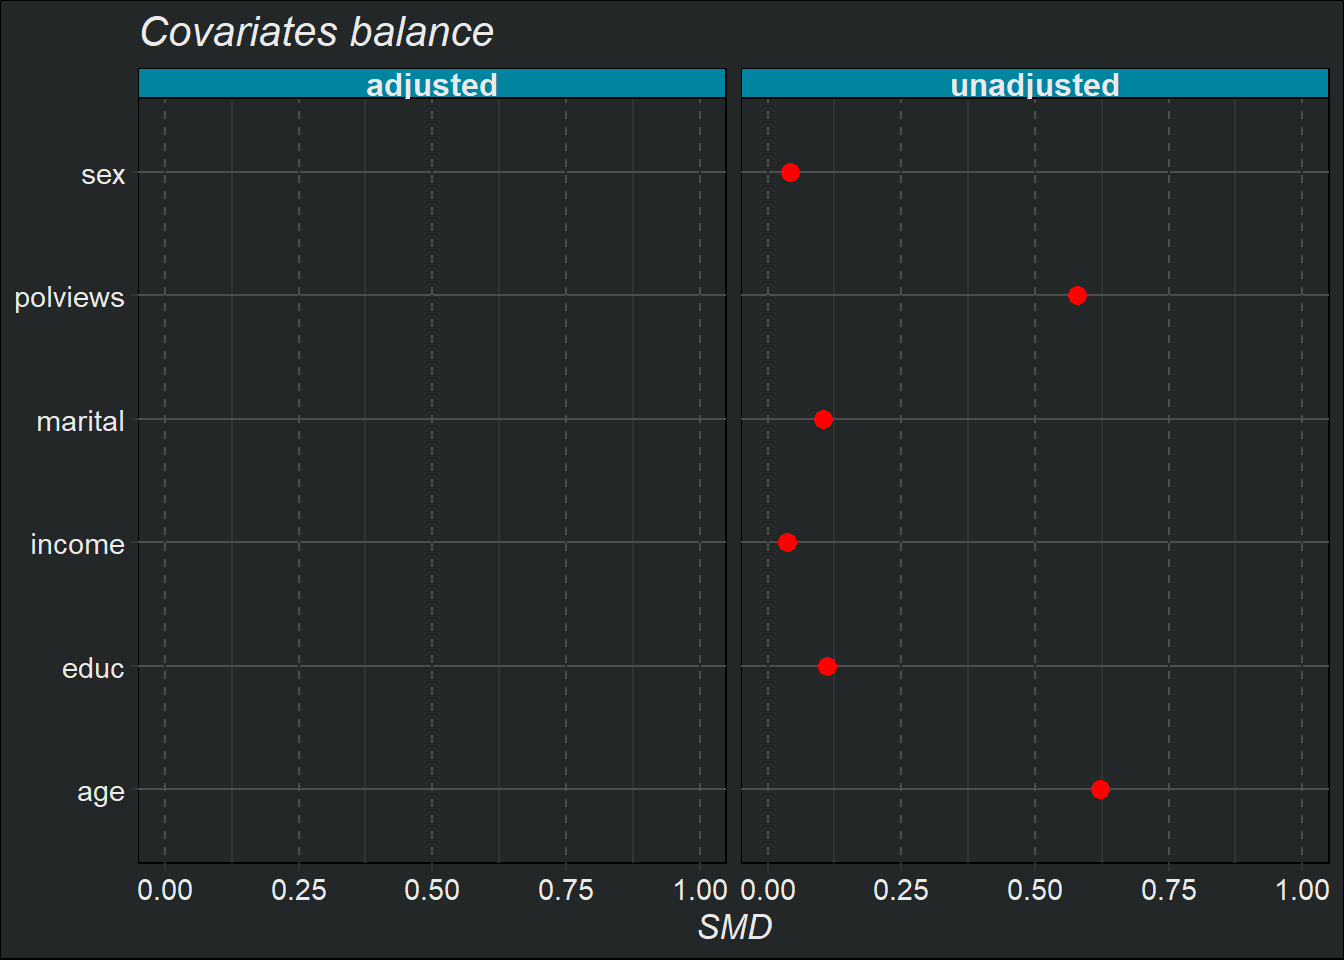 Covariates balance
adjusted unadjusted
sex
polviews
marital
income
educ
age
0.00 0.25 0.50 0.75 1.00 0.00 0.25 0.50 0.75 1.00
SMD